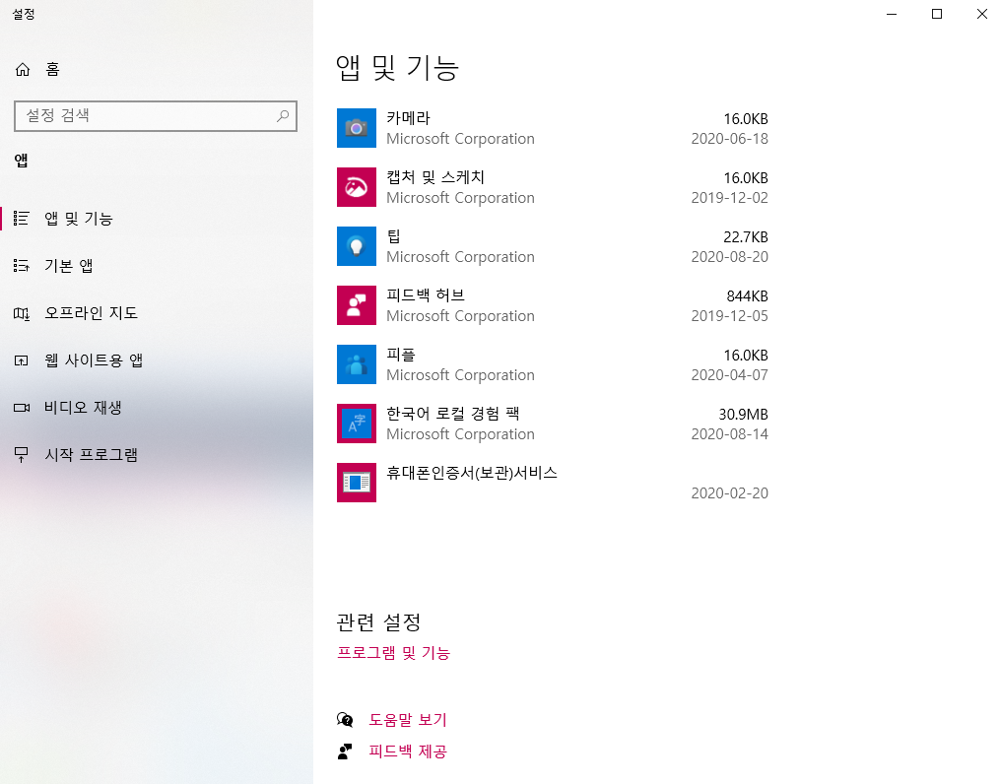 설정
홈
설정 검색
앱
앱 및 기능
기본 앱
오프라인 지도
웹 사이트용 앱
비디오 재생
시작 프로그램
앱 및 기능
카메라 16.0KB
Microsoft Corporation 2020-06-18
캡처 및 스케치 16.0KB
Microsoft Corporation 2019-12-02
팁 22.7KB
Microsoft Corporation 2020-08-20
피드백 허브 844KB
Microsoft Corporation 2019-12-05
피플 16.0KB
Microsoft Corporation 2020-04-07
한국어 로컬 경험 팩 30.9MB
Microsoft Corporation 2020-08-14
휴대폰인증서(보관)서비스
2020-02-20
관련 설정
프로그램 및 기능
도움말 보기
피드백 제공